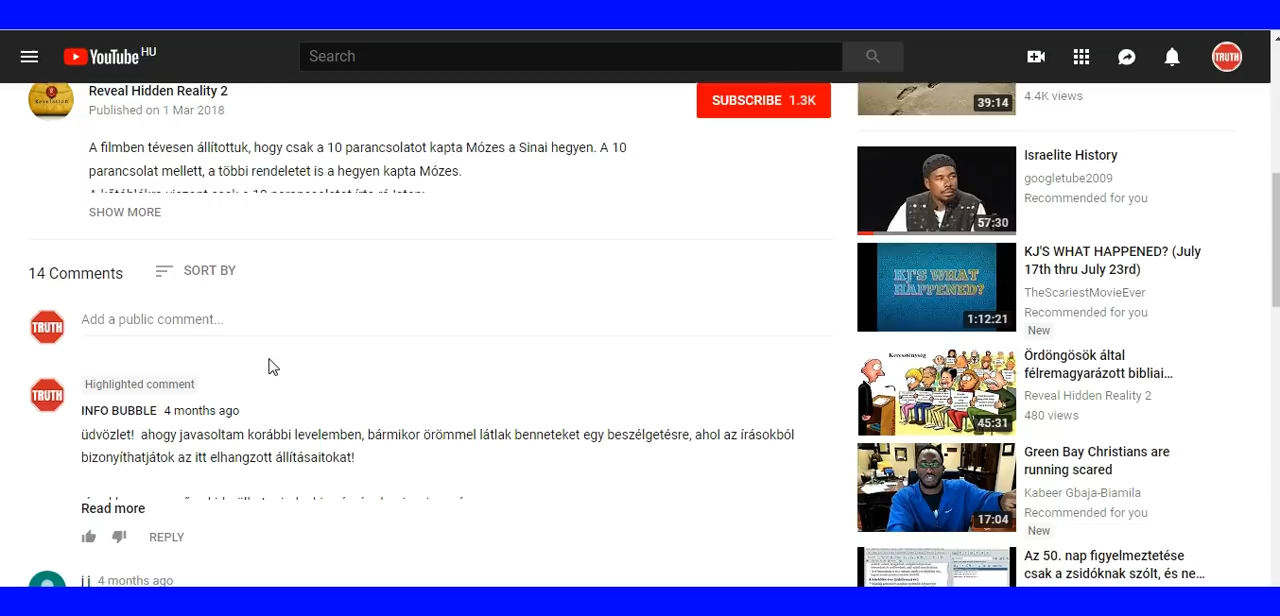 YouTube HU
Search
TRUTH
Reveal Hidden Reality 2
Published on 1 Mar 2018
SUBSCRIBE 1.3K
A filmben tévesen állítottuk, hogy csak a 10 parancsolatot kapta Mózes a Sinai hegyen. A 10
parancsolat mellett, a többi rendeletet is a hegyen kapta Mózes.
SHOW MORE
14 Comments
SORT BY
TRUTH
Add a public comment...
TRUTH
Highlighted comment
INFO BUBBLE 4 months ago
üdvözlet! ahogy javasoltam korábbi levelemben, bármikor örömmel látlak benneteket egy beszélgetésre, ahol az írásokból
bizonyíthatjátok az itt elhangzott állításaitokat!
Read more
REPLY
j j 4 months ago
39:14
4.4K views
57:30
Israelite History
googletube2009
Recommended for you
KJ'S WHAT
HAPPENED?
1:12:21
KJ'S WHAT HAPPENED? (July
17th thru July 23rd)
TheScariestMovieEver
Recommended for you
New
Kereszténység
45:31
Ördöngösök által
félremagyarázott bibliai...
Reveal Hidden Reality 2
480 views
17:04
Green Bay Christians are
running scared
Kabeer Gbaja-Biamila
Recommended for you
New
Az 50. nap figyelmeztetése
csak a zsidóknak szólt, és ne...